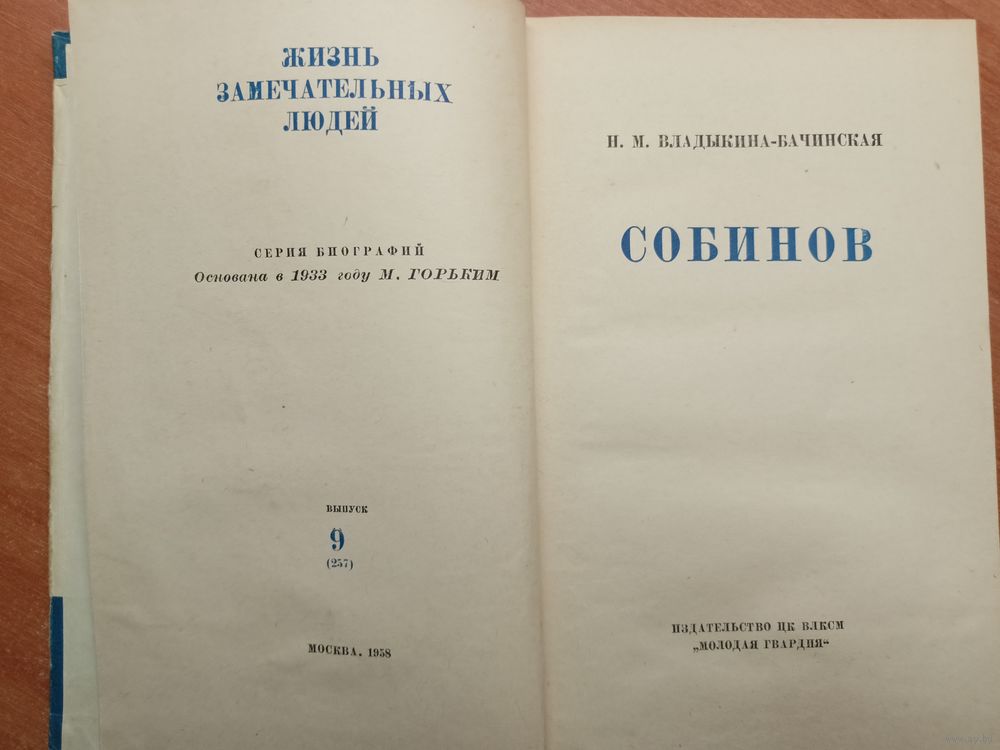 ЖИЗНЬ
ЗАМЕЧАТЕЛЬНЫХ
ЛЮДЕЙ
СЕРИЯ БИОГРАФИЙ
Основана в 1933 году М. ГОРЬКИМ
ВЫПУСК
9
(257)
МОСКВА, 1958
Н. М. ВЛАДЫКИНА-БАЧИНСКАЯ
СОБИНОВ
ИЗДАТЕЛЬСТВО ЦК ВЛКСМ
„МОЛОДАЯ ГВАРДИЯ“